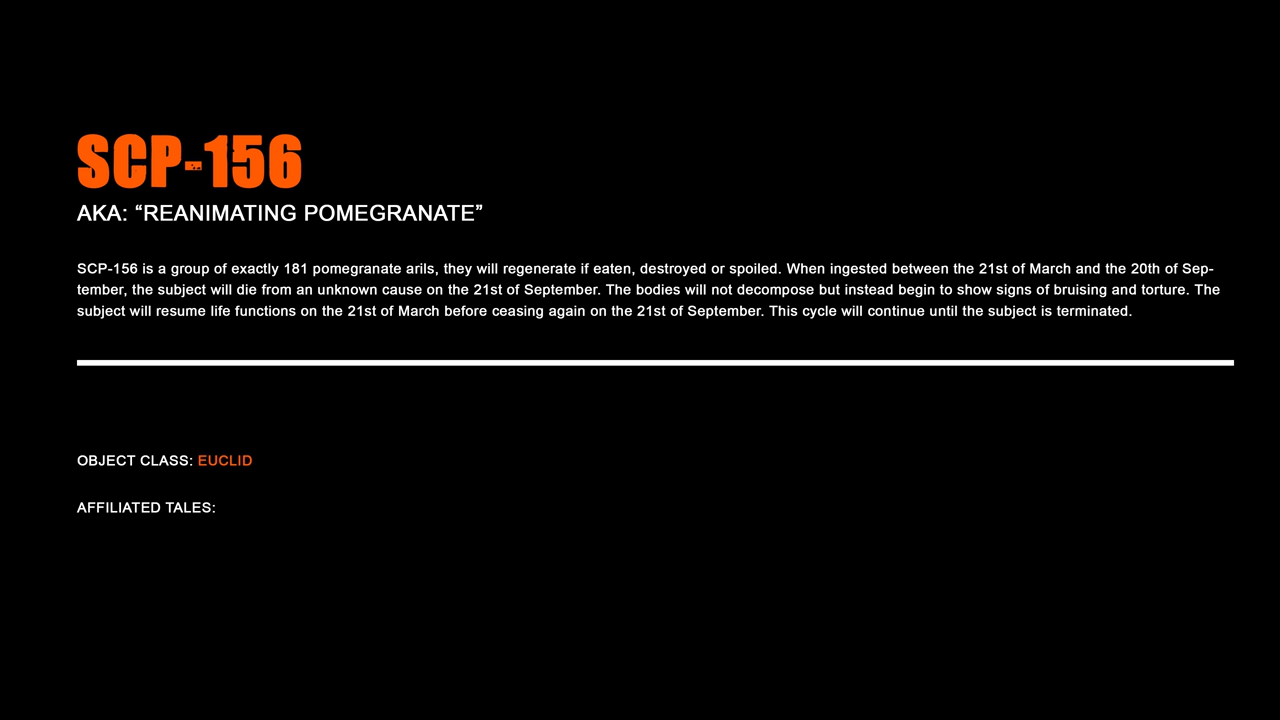 SCP-156
AKA: “REANIMATING POMEGRANATE”
SCP-156 is a group of exactly 181 pomegranate arils, they will regenerate if eaten, destroyed or spoiled. When ingested between the 21st of March and the 20th of Sep-
tember, the subject will die from an unknown cause on the 21st of September. The bodies will not decompose but instead begin to show signs of bruising and torture. The
subject will resume life functions on the 21st of March before ceasing again on the 21st of September. This cycle will continue until the subject is terminated.
OBJECT CLASS: EUCLID
AFFILIATED TALES: